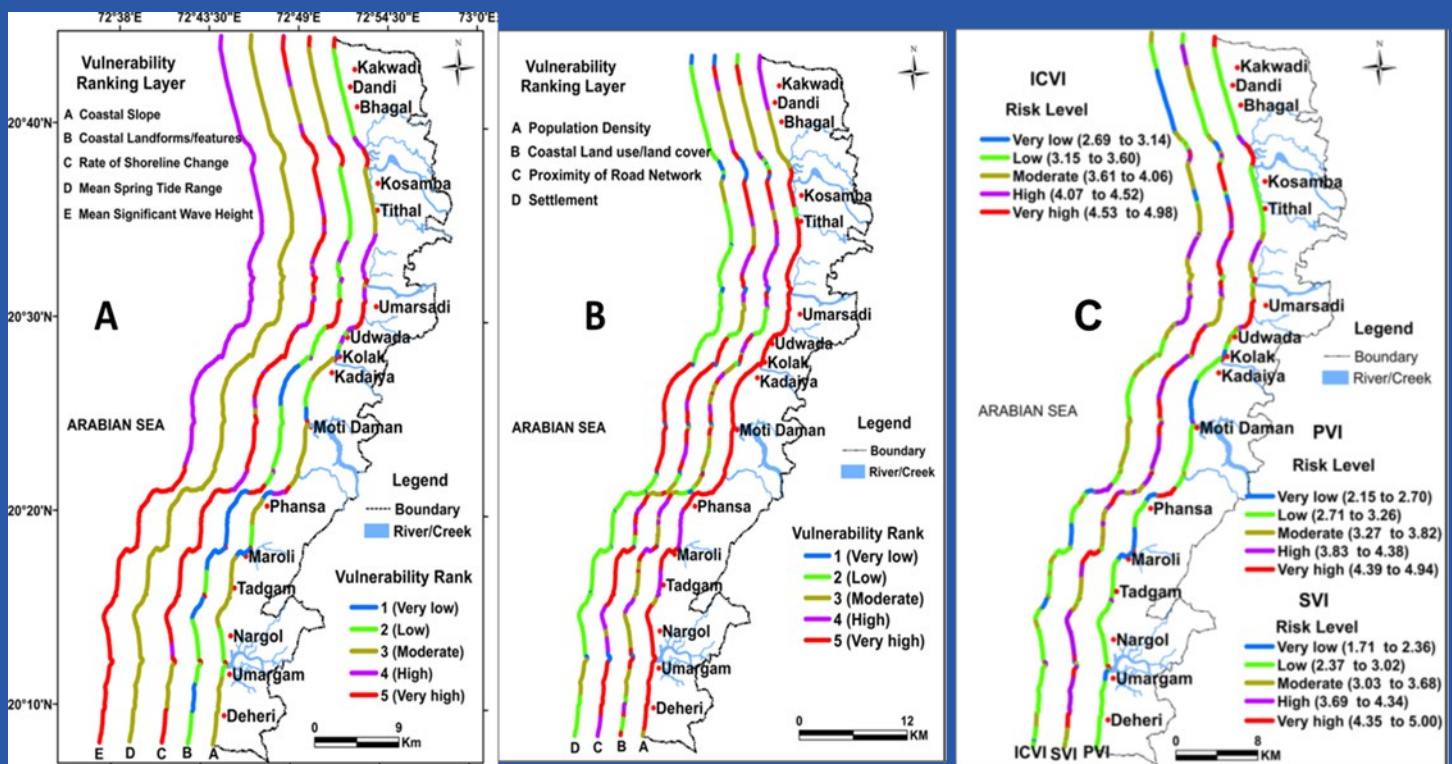 72°38'E 72°43'30"E 72°49'E 72°54'30"E 73°0'E
20°40'N
20°30'N
20°20'N
20°10'N
N
Vulnerability
Ranking Layer
A Coastal Slope
B Coastal Landforms/features
C Rate of Shoreline Change
D Mean Spring Tide Range
E Mean Significant Wave Height
Kakwadi
Dandi
Bhagal
Kosamba
Tithal
A
Umarsadi
Udwada
Kolak
Kadaiya
ARABIAN SEA
Moti Daman
Legend
Boundary
River/Creek
Phansa
Maroli
Tadgam
Nargol
Umargam
Deheri
Vulnerability Rank
1 (Very low)
2 (Low)
3 (Moderate)
4 (High)
5 (Very high)
0 9
Km
E D C B A
N
Vulnerability
Ranking Layer
A Population Density
B Coastal Land use/land cover
C Proximity of Road Network
D Settlement
Kakwadi
Dandi
Bhagal
Kosamba
Tithal
B
Umarsadi
Udwada
Kolak
Kadaiya
ARABIAN SEA
Moti Daman
Legend
Boundary
River/Creek
Phansa
Maroli
Tadgam
Nargol
Umargam
Deheri
Vulnerability Rank
1 (Very low)
2 (Low)
3 (Moderate)
4 (High)
5 (Very high)
0 12
KM
D C B A
N
ICVI
Risk Level
Very low (2.69 to 3.14)
Low (3.15 to 3.60)
Moderate (3.61 to 4.06)
High (4.07 to 4.52)
Very high (4.53 to 4.98)
Kakwadi
Dandi
Bhagal
Kosamba
Tithal
C
Umarsadi
Udwada
Kolak
Kadaiya
Legend
Boundary
River/Creek
ARABIAN SEA
Moti Daman
PVI
Risk Level
Very low (2.15 to 2.70)
Low (2.71 to 3.26)
Moderate (3.27 to 3.82)
High (3.83 to 4.38)
Very high (4.39 to 4.94)
Phansa
Maroli
Tadgam
Nargol
Umargam
Deheri
SVI
Risk Level
Very low (1.71 to 2.36)
Low (2.37 to 3.02)
Moderate (3.03 to 3.68)
High (3.69 to 4.34)
Very high (4.35 to 5.00)
ICVI SVI PVI
0 8
KM